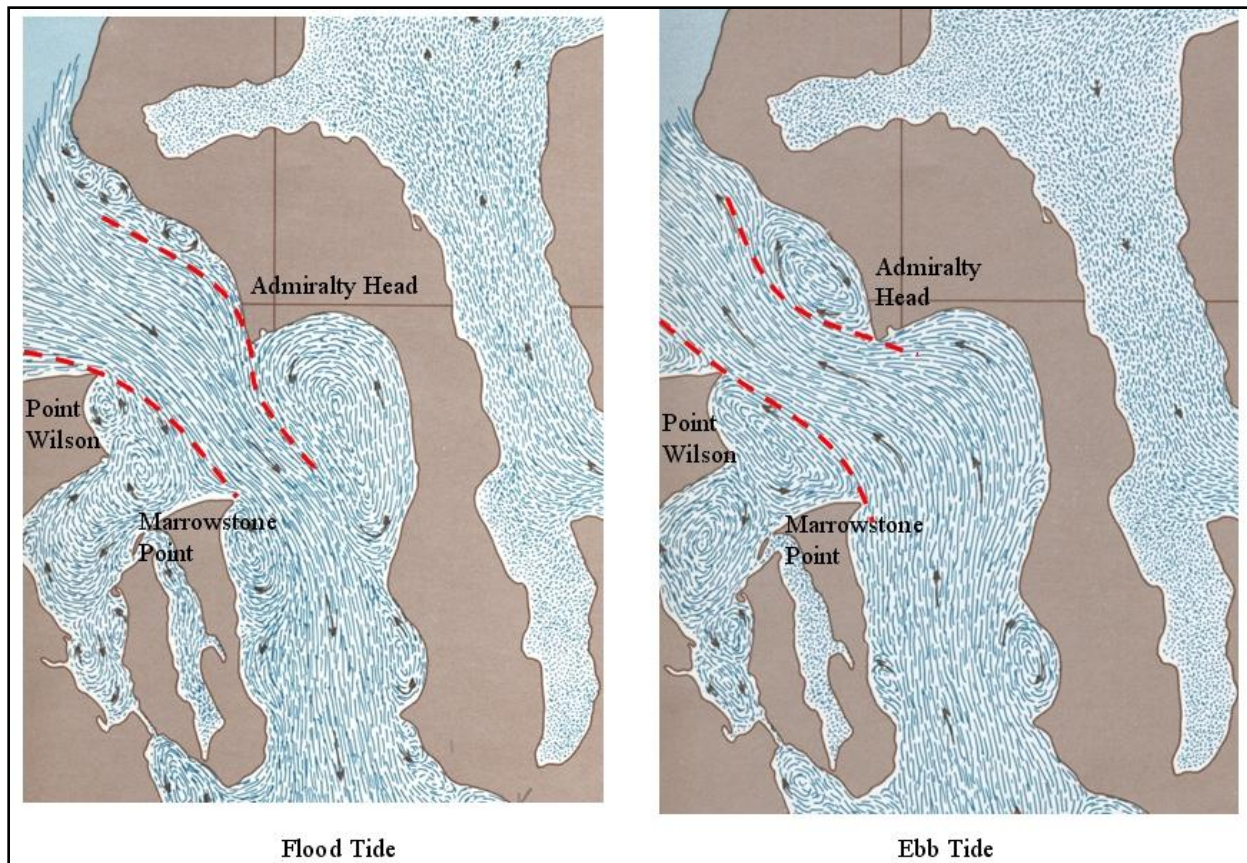 Admiralty Head
Point
Wilson
Marrowstone
Point
Flood Tide
Admiralty
Head
Point
Wilson
Marrowstone
Point
Ebb Tide